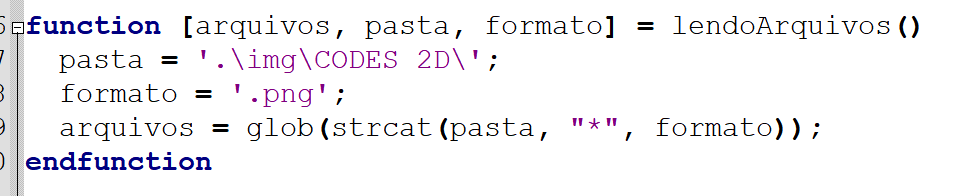 function [arquivos, pasta, formato] = lendoArquivos()
pasta = '.\img\CODES 2D\';
formato = '.png';
arquivos = glob(strcat(pasta, "*", formato));
endfunction